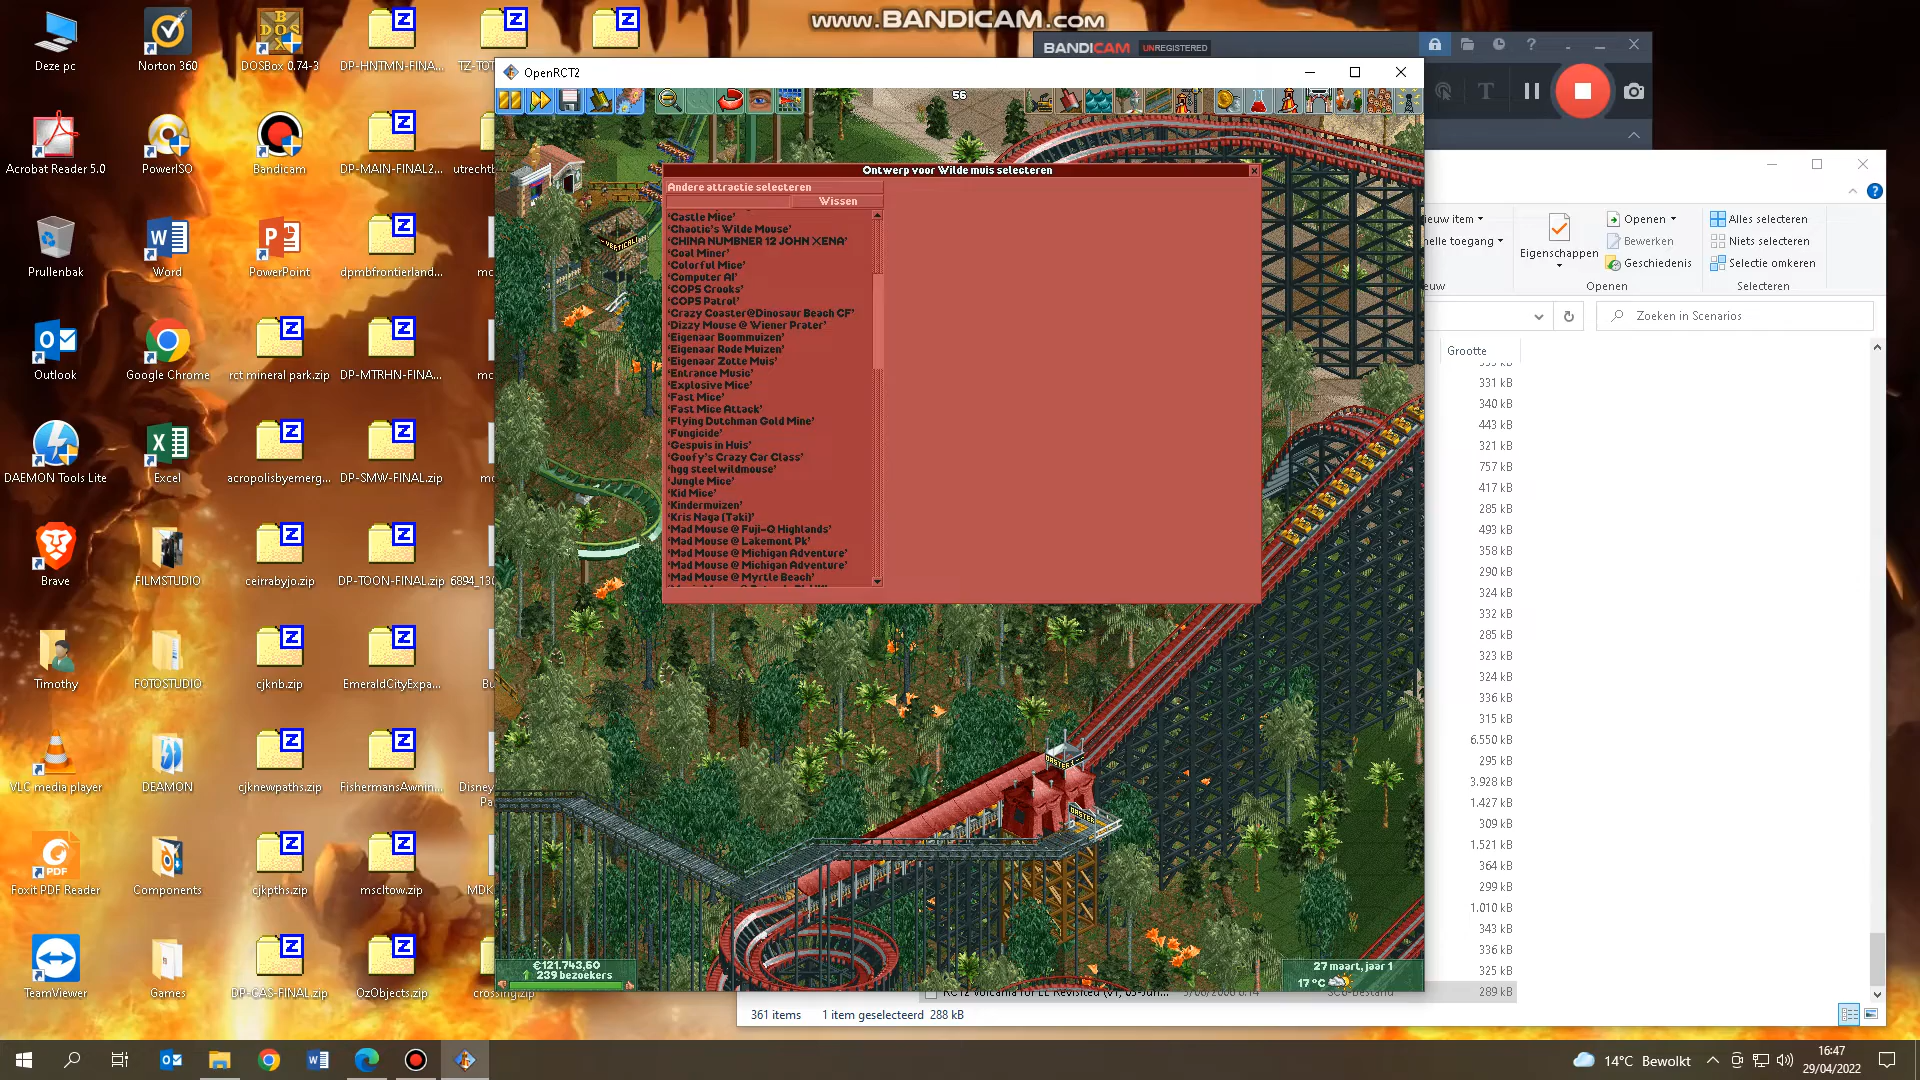 www.BANDICAM.com
Deze pc
Norton 360
DOSBox 0.74-3
DP-HNTMN-FINA...
Acrobat Reader 5.0
PowerISO
Bandicam
DP-MAIN-FINAL2...
Prullenbak
Word
PowerPoint
dpmbfrontierland...
Outlook
Google Chrome
rct mineral park.zip
DP-MTRHN-FINA...
DAEMON Tools Lite
Excel
acropolisbyemerg...
DP-SMW-FINAL.zip
Brave
FILMSTUDIO
ceirrabyjo.zip
DP-TOON-FINAL.zip
Timothy
FOTOSTUDIO
cjknb.zip
EmeraldCityExpa...
VLC media player
DEAMON
cjknewpaths.zip
FishermansAwnin...
Foxit PDF Reader
Components
cjkpths.zip
mscltow.zip
TeamViewer
Games
DP-CAS-FINAL.zip
OzObjects.zip
crossing.zip
BANDICAM UNREGISTERED
OpenRCT2
56
Ontwerp voor Wilde muis selecteren
Andere attractie selecteren
Wissen
'Castle Mice'
'Chaotic's Wilde Mouse'
'CHINA NUMBNER 12 JOHN XENA'
'Coal Miner'
'Colorful Mice'
'Computer AI'
'COPS Crooks'
'COPS Patrol'
'Crazy Coaster@Dinosaur Beach CF'
'Dizzy Mouse @ Wiener Prater'
'Eigenaar Boommuizen'
'Eigenaar Rode Muizen'
'Eigenaar Zotte Muis'
'Entrance Music'
'Explosive Mice'
'Fast Mice'
'Fast Mice Attack'
'Flying Dutchman Gold Mine'
'Fungicide'
'Gespuis in Huis'
'Goofy's Crazy Car Class'
'hgg steelwildmouse'
'Jungle Mice'
'Kid Mice'
'Kindermuizen'
'Kris Naga (Taki)'
'Mad Mouse @ Fuji-Q Highlands'
'Mad Mouse @ Lakemont Pk'
'Mad Mouse @ Michigan Adventure'
'Mad Mouse @ Michigan Adventure'
'Mad Mouse @ Myrtle Beach'
€121.743,60
239 bezoekers
27 maart, jaar 1
17 °C
Eigenschappen
Openen
Bewerken
Geschiedenis
Openen
Alles selecteren
Niets selecteren
Selectie omkeren
Selecteren
Zoeken in Scenarios
Grootte
331 kB
340 kB
443 kB
321 kB
757 kB
417 kB
285 kB
493 kB
358 kB
290 kB
324 kB
332 kB
285 kB
323 kB
324 kB
336 kB
315 kB
6.550 kB
295 kB
3.928 kB
1.427 kB
309 kB
1.521 kB
364 kB
299 kB
1.010 kB
343 kB
336 kB
325 kB
289 kB
361 items
1 item geselecteerd 288 kB
14°C Bewolkt
16:47
29/04/2022